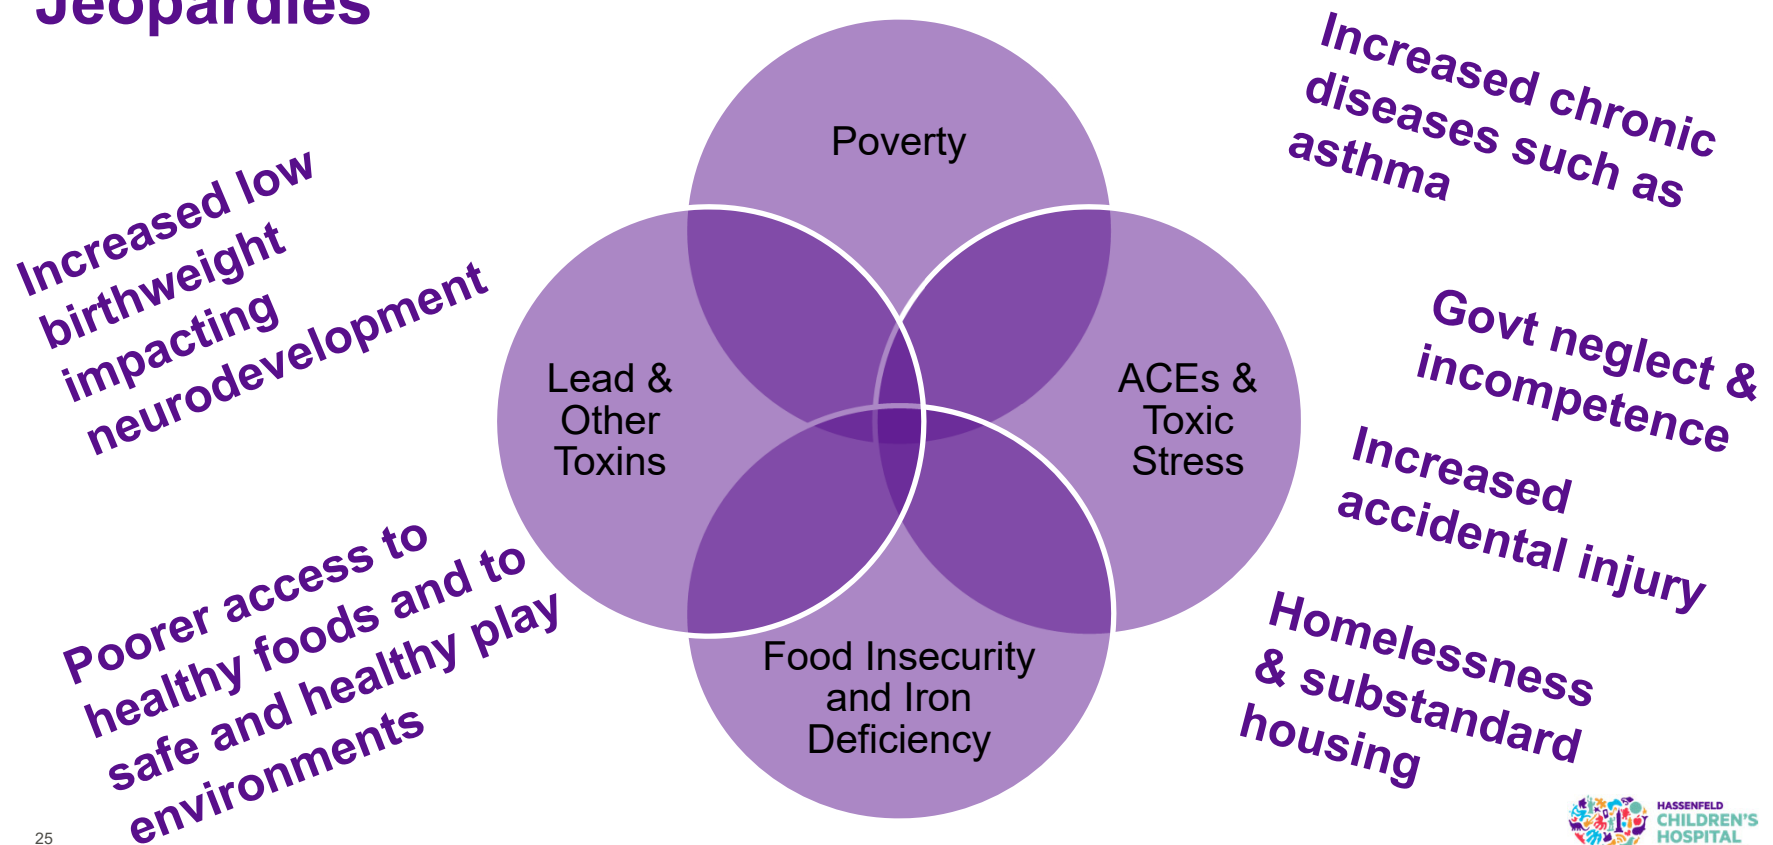 Jeopardies
Increased low
birthweight
impacting
neurodevelopment
Poorer access to
healthy foods and to
safe and healthy play
environments
Poverty
Lead &
Other
Toxins
ACEs &
Toxic
Stress
Food Insecurity
and Iron
Deficiency
Increased chronic
diseases such as
asthma
Govt neglect &
incompetence
Increased
accidental injury
Homelessness
& substandard
housing
25
HASSENFELD
CHILDREN'S
HOSPITAL